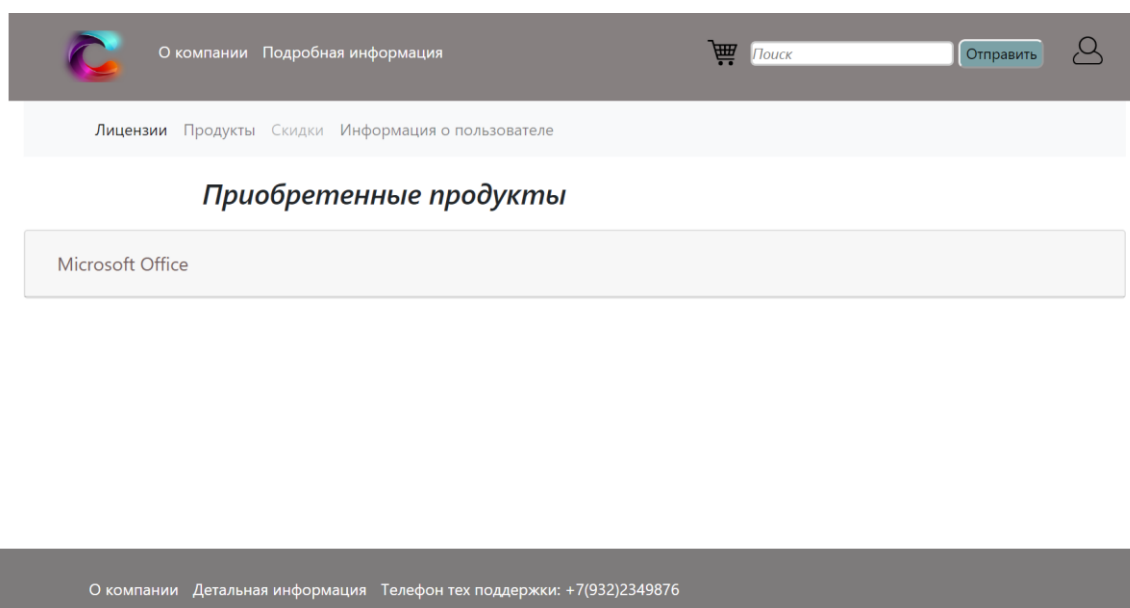 О компании Подробная информация Поиск Отправить
Лицензии Продукты Скидки Информация о пользователе
Приобретенные продукты
Microsoft Office
О компании Детальная информация Телефон тех поддержки: +7(932)2349876